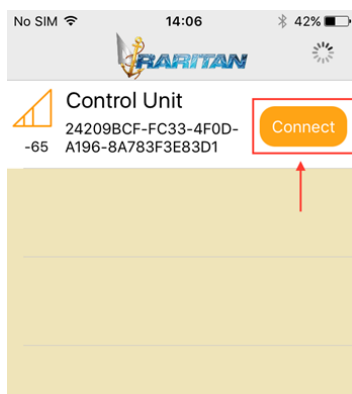 No SIM 14:06 42%
RARITAN
Control Unit
24209BCF-FC33-4F0D-
A196-8A783F3E83D1
Connect
-65